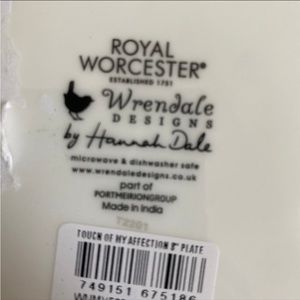 ROYAL
WORCESTER®
ESTABLISHED 1751
Wrendale
DESIGNS
by Hannah Dale
microwave & dishwasher safe
www.wrendaledesigns.co.uk
part of
PORTMEIRIONGROUP
Made in India
T2201
TOUCH OF MY AFFECTION 8" PLATE
749151 675186